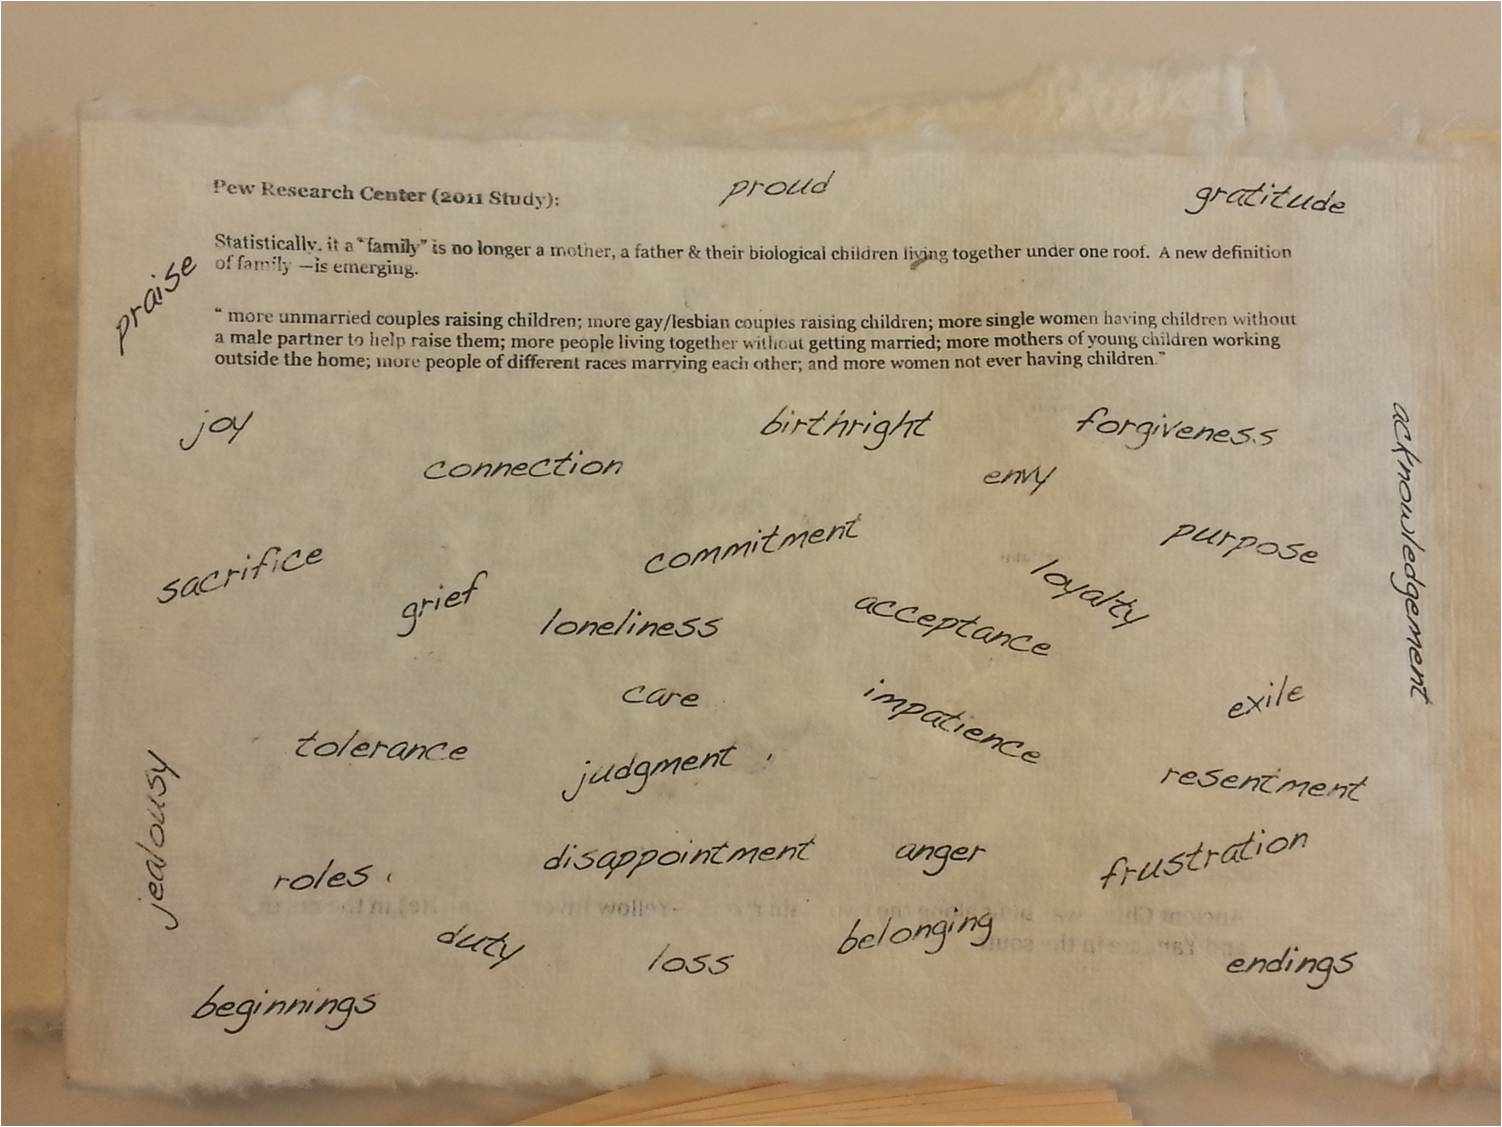 Pew Research Center (2011 Study):
proud
gratitude
praise
Statistically, it a "family" is no longer a mother, a father & their biological children living together under one roof. A new definition
of family —is emerging.
" more unmarried couples raising children; more gay/lesbian couples raising children; more single women having children without
a male partner to help raise them; more people living together without getting married; more mothers of young children working
outside the home; more people of different races marrying each other; and more women not ever having children."
joy
birthright
forgiveness
acknowledgement
connection
envy
commitment
purpose
sacrifice
grief
loneliness
acceptance
loyalty
care
impatience
exile
tolerance
judgment
resentment
jealousy
roles
disappointment
anger
frustration
duty
loss
belonging
endings
beginnings